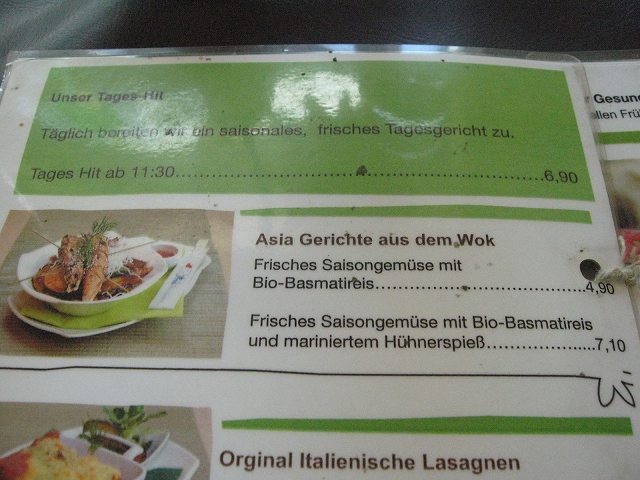 Unser Tages-Hit
Täglich bereiten wir ein saisonales, frisches Tagesgericht zu.
Tages Hit ab 11:30..............................................................6,90
Asia Gerichte aus dem Wok
Frisches Saisongemüse mit
Bio-Basmatireis....................................4,90
Frisches Saisongemüse mit Bio-Basmatireis
und mariniertem Hühnerspieß...................7,10
Orginal Italienische Lasagnen